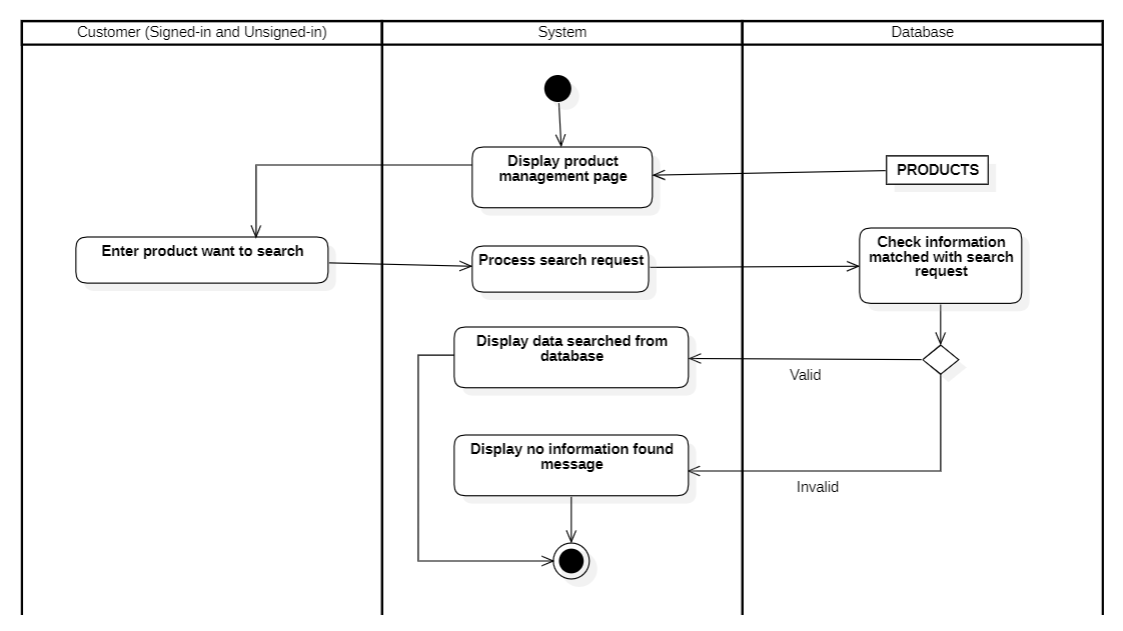 Customer (Signed-in and Unsigned-in)
System
Database
Display product
management page
PRODUCTS
Enter product want to search
Process search request
Check information
matched with search
request
Display data searched from
database
Valid
Display no information found
message
Invalid